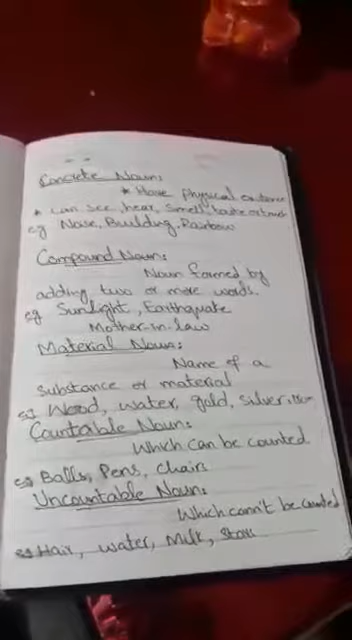 Concrete Noun:
* Have physical existence
* can see, hear, smell, taste or touch
eg Nose, Building, Rainbow
Compound Noun:
Noun formed by
adding two or more words.
eg Sunlight, Earthquake
Mother-in-law
Material Noun:
Name of a
substance or material
eg Wood, water, gold, silver,
Countable Noun:
Which can be counted
eg Balls, Pens, chairs
Uncountable Noun:
Which cann't be counted
eg Hair, water, Milk,